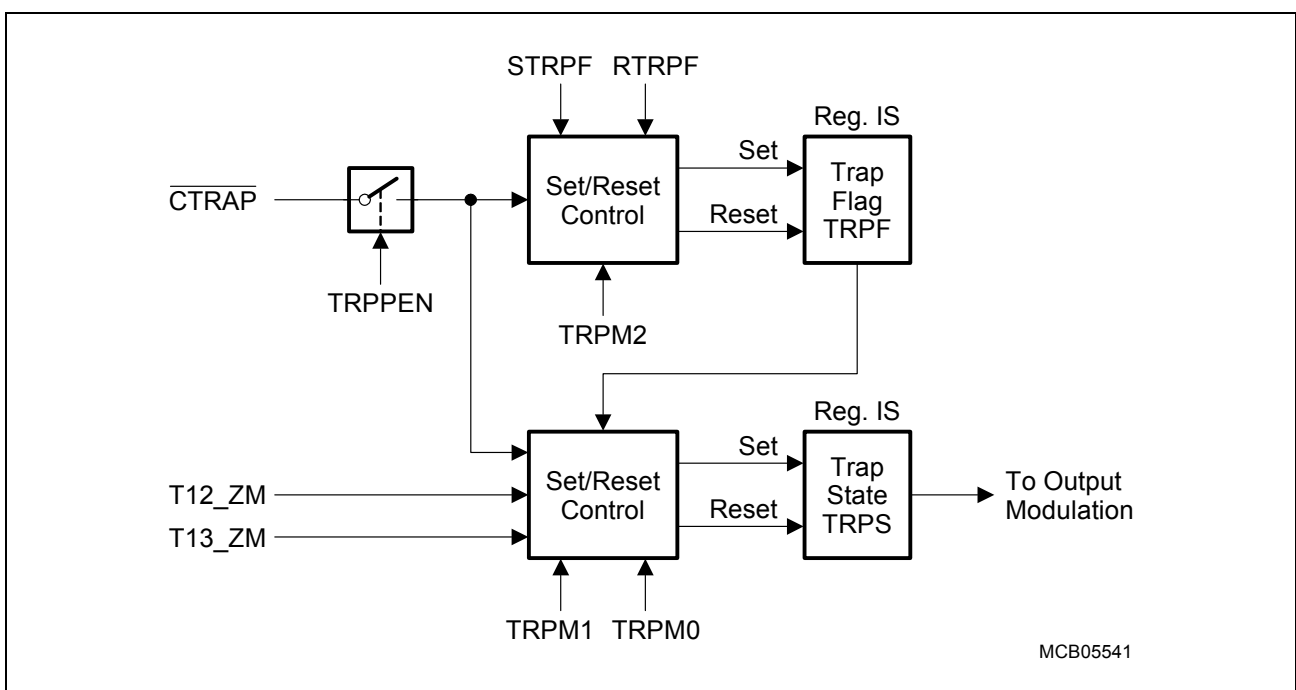 STRPF RTRPF
Reg. IS
CTRAP
Set/Reset
Control
Set
Reset
Trap
Flag
TRPF
TRPPEN
TRPM2
Reg. IS
T12_ZM
T13_ZM
Set/Reset
Control
Set
Reset
Trap
State
TRPS
To Output
Modulation
TRPM1 TRPM0
MCB05541